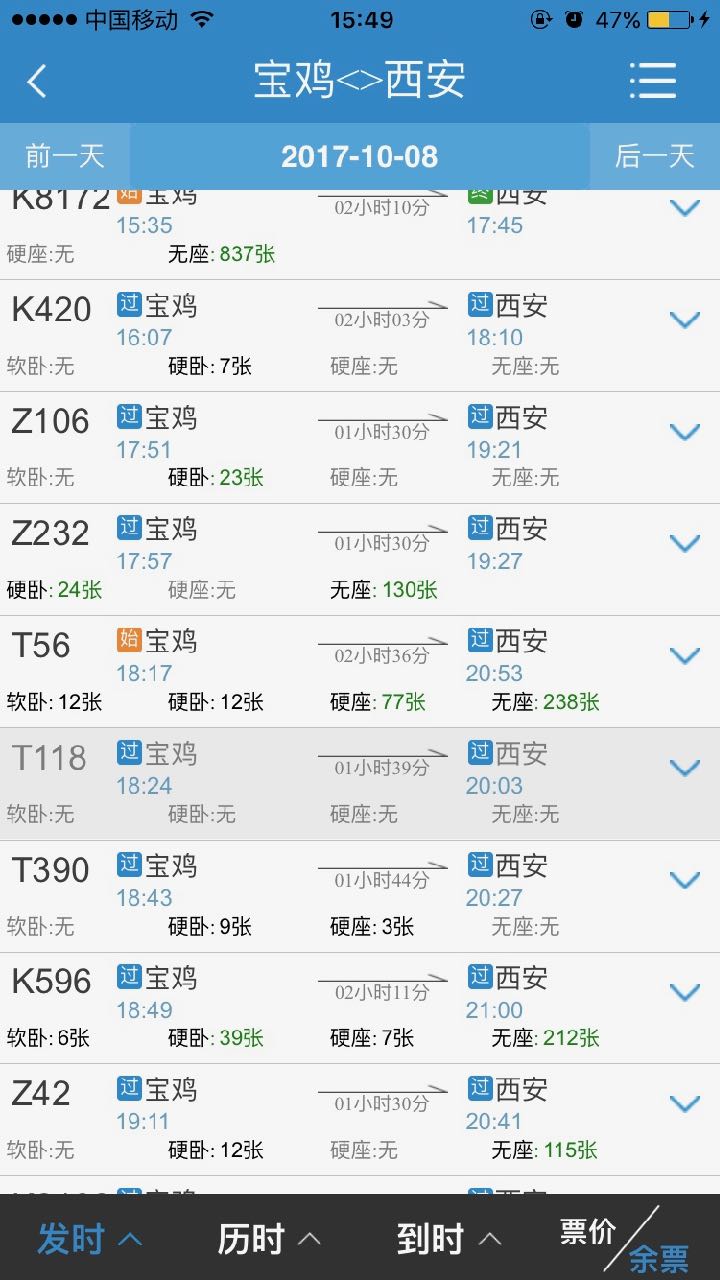 中国移动 15:49 47%
宝鸡<>西安
前一天 2017-10-08 后一天
K8172 始 宝鸡 02小时10分 终 西安
15:35 17:45
硬座:无 无座: 837张
K420 过 宝鸡 02小时03分 过 西安
16:07 18:10
软卧:无 硬卧: 7张 硬座:无 无座:无
Z106 过 宝鸡 01小时30分 过 西安
17:51 19:21
软卧:无 硬卧: 23张 硬座:无 无座:无
Z232 过 宝鸡 01小时30分 过 西安
17:57 19:27
硬卧: 24张 硬座:无 无座: 130张
T56 始 宝鸡 02小时36分 过 西安
18:17 20:53
软卧: 12张 硬卧: 12张 硬座: 77张 无座: 238张
T118 过 宝鸡 01小时39分 过 西安
18:24 20:03
软卧:无 硬卧:无 硬座:无 无座:无
T390 过 宝鸡 01小时44分 过 西安
18:43 20:27
软卧:无 硬卧: 9张 硬座: 3张 无座:无
K596 过 宝鸡 02小时11分 过 西安
18:49 21:00
软卧: 6张 硬卧: 39张 硬座: 7张 无座: 212张
Z42 过 宝鸡 01小时30分 过 西安
19:11 20:41
软卧:无 硬卧: 12张 硬座:无 无座: 115张
发时 历时 到时 票价/余票